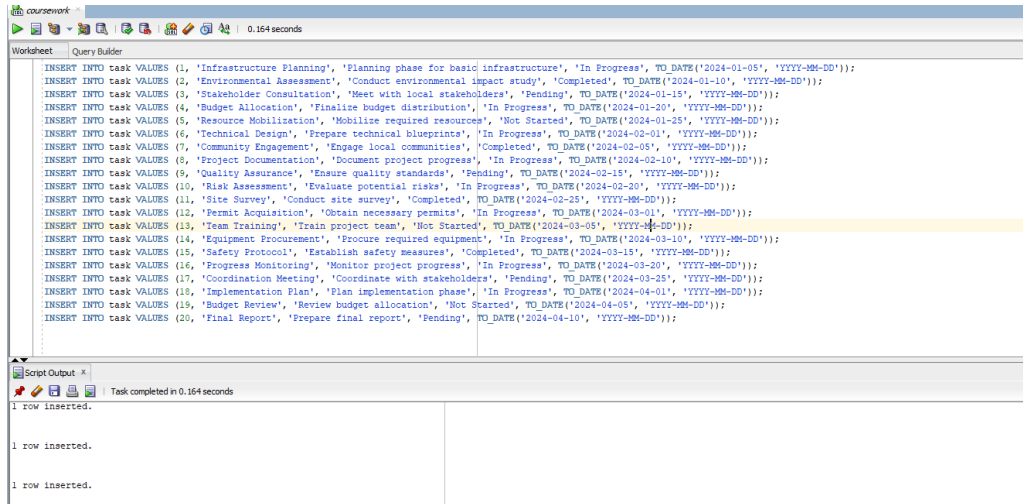 coursework
0.164 seconds
Worksheet Query Builder
INSERT INTO task VALUES (1, 'Infrastructure Planning', 'Planning phase for basic infrastructure', 'In Progress', TO_DATE('2024-01-05', 'YYYY-MM-DD'));
INSERT INTO task VALUES (2, 'Environmental Assessment', 'Conduct environmental impact study', 'Completed', TO_DATE('2024-01-10', 'YYYY-MM-DD'));
INSERT INTO task VALUES (3, 'Stakeholder Consultation', 'Meet with local stakeholders', 'Pending', TO_DATE('2024-01-15', 'YYYY-MM-DD'));
INSERT INTO task VALUES (4, 'Budget Allocation', 'Finalize budget distribution', 'In Progress', TO_DATE('2024-01-20', 'YYYY-MM-DD'));
INSERT INTO task VALUES (5, 'Resource Mobilization', 'Mobilize required resources', 'Not Started', TO_DATE('2024-01-25', 'YYYY-MM-DD'));
INSERT INTO task VALUES (6, 'Technical Design', 'Prepare technical blueprints', 'In Progress', TO_DATE('2024-02-01', 'YYYY-MM-DD'));
INSERT INTO task VALUES (7, 'Community Engagement', 'Engage local communities', 'Completed', TO_DATE('2024-02-05', 'YYYY-MM-DD'));
INSERT INTO task VALUES (8, 'Project Documentation', 'Document project progress', 'In Progress', TO_DATE('2024-02-10', 'YYYY-MM-DD'));
INSERT INTO task VALUES (9, 'Quality Assurance', 'Ensure quality standards', 'Pending', TO_DATE('2024-02-15', 'YYYY-MM-DD'));
INSERT INTO task VALUES (10, 'Risk Assessment', 'Evaluate potential risks', 'In Progress', TO_DATE('2024-02-20', 'YYYY-MM-DD'));
INSERT INTO task VALUES (11, 'Site Survey', 'Conduct site survey', 'Completed', TO_DATE('2024-02-25', 'YYYY-MM-DD'));
INSERT INTO task VALUES (12, 'Permit Acquisition', 'Obtain necessary permits', 'In Progress', TO_DATE('2024-03-01', 'YYYY-MM-DD'));
INSERT INTO task VALUES (13, 'Team Training', 'Train project team', 'Not Started', TO_DATE('2024-03-05', 'YYYY-MM-DD'));
INSERT INTO task VALUES (14, 'Equipment Procurement', 'Procure required equipment', 'In Progress', TO_DATE('2024-03-10', 'YYYY-MM-DD'));
INSERT INTO task VALUES (15, 'Safety Protocol', 'Establish safety measures', 'Completed', TO_DATE('2024-03-15', 'YYYY-MM-DD'));
INSERT INTO task VALUES (16, 'Progress Monitoring', 'Monitor project progress', 'In Progress', TO_DATE('2024-03-20', 'YYYY-MM-DD'));
INSERT INTO task VALUES (17, 'Coordination Meeting', 'Coordinate with stakeholders', 'Pending', TO_DATE('2024-03-25', 'YYYY-MM-DD'));
INSERT INTO task VALUES (18, 'Implementation Plan', 'Plan implementation phase', 'In Progress', TO_DATE('2024-04-01', 'YYYY-MM-DD'));
INSERT INTO task VALUES (19, 'Budget Review', 'Review budget allocation', 'Not Started', TO_DATE('2024-04-05', 'YYYY-MM-DD'));
INSERT INTO task VALUES (20, 'Final Report', 'Prepare final report', 'Pending', TO_DATE('2024-04-10', 'YYYY-MM-DD'));
Script Output
Task completed in 0.164 seconds
1 row inserted.
1 row inserted.
1 row inserted.